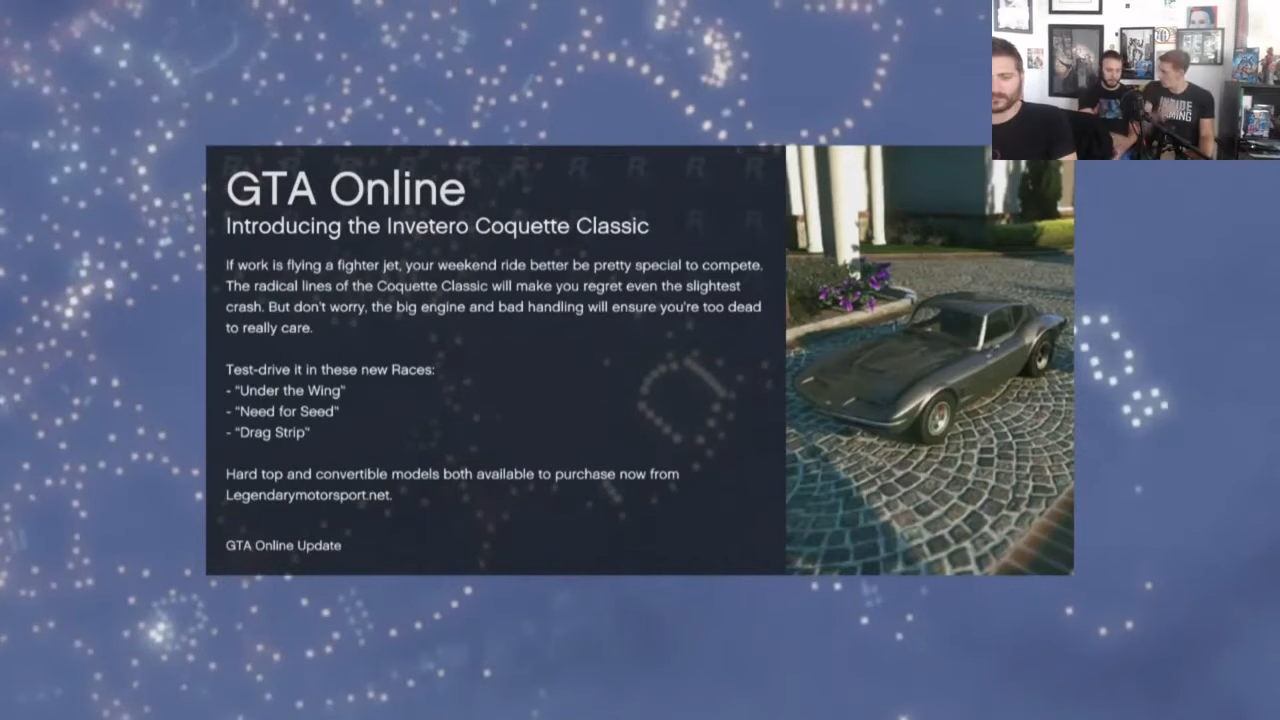 GTA Online
Introducing the Invetero Coquette Classic
If work is flying a fighter jet, your weekend ride better be pretty special to compete.
The radical lines of the Coquette Classic will make you regret even the slightest
crash. But don't worry, the big engine and bad handling will ensure you're too dead
to really care.
Test-drive it in these new Races:
- "Under the Wing"
- "Need for Seed"
- "Drag Strip"
Hard top and convertible models both available to purchase now from
Legendarymotorsport.net.
GTA Online Update